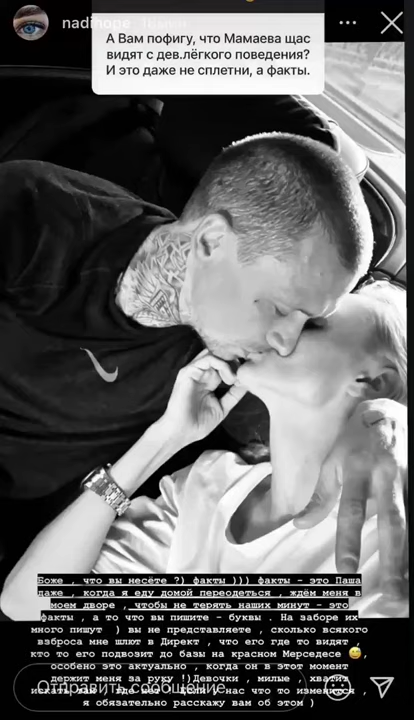 nadinope
А Вам пофигу, что Мамаева щас
видят с дев.лёгкого поведения?
И это даже не сплетни, а факты.
Боже , что вы несёте ?) факты ))) факты - это Паша
даже , когда я еду домой переодеться , ждём меня в
моем дворе , чтобы не терять наших минут - это
факты , а то что вы пишите - буквы . На заборе их
много пишут ) вы не представляете , сколько всякого
взброса мне шлют в Директ , что его где то видят ,
кто то его подвозит до базы на красном Мерседесе 😅,
особено это актуально , когда он в этот момент
держит меня за руку !)Девочки , милые , хватит
искать
нас что то изменится ,
я обязательно расскажу вам об этом )
Отправить сообщение